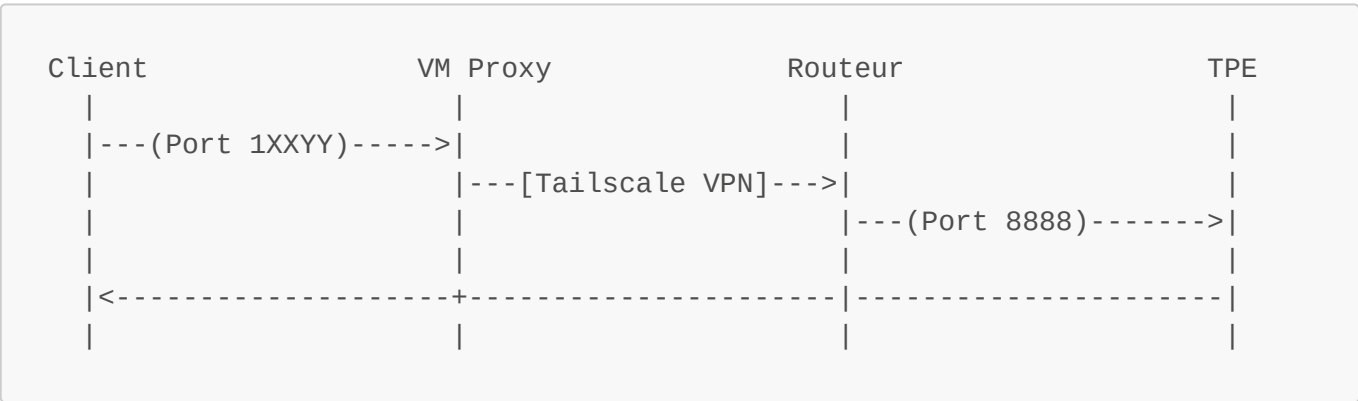 Client                VM Proxy              Routeur                  TPE
  |                     |                      |                      |
  |---(Port 1XXYY)----->|                      |                      |
  |                     |---[Tailscale VPN]--->|                      |
  |                     |                      |---(Port 8888)------->|
  |                     |                      |                      |
  |<--------------------+----------------------|----------------------|
  |                     |                      |                      |